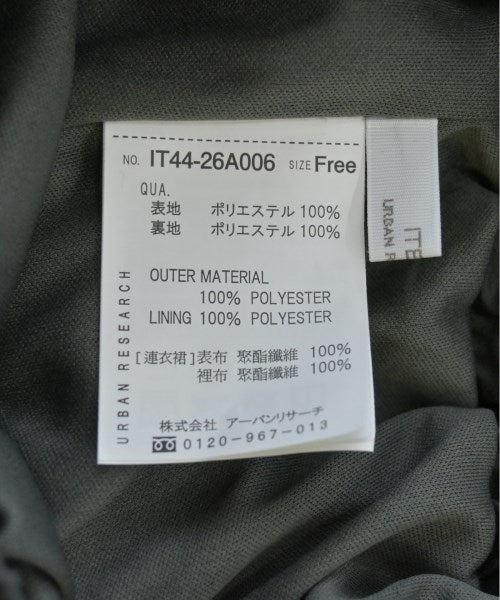 NO. IT44-26A006 SIZE Free
QUA.
表地 ポリエステル 100%
裏地 ポリエステル 100%
OUTER MATERIAL
100% POLYESTER
LINING 100% POLYESTER
[連衣裙]表布 聚酯纖維 100%
裡布 聚酯纖維 100%
株式会社 アーバンリサーチ
0120-967-013
URBAN RESEARCH
ITE
URBAN R